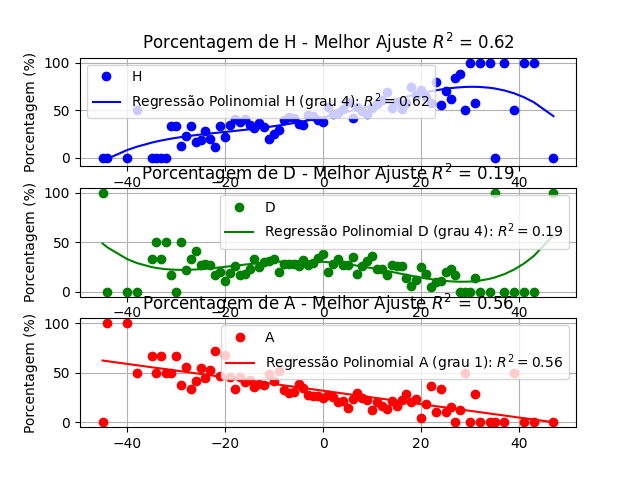 Porcentagem de H - Melhor Ajuste R² = 0.62
Porcentagem (%)
100
50
0
H
Regressão Polinomial H (grau 4): R² = 0.62
−40 −20 0 20 40
Porcentagem de D - Melhor Ajuste R² = 0.19
Porcentagem (%)
100
50
0
D
Regressão Polinomial D (grau 4): R² = 0.19
−40 −20 0 20 40
Porcentagem de A - Melhor Ajuste R² = 0.56
Porcentagem (%)
100
50
0
A
Regressão Polinomial A (grau 1): R² = 0.56
−40 −20 0 20 40